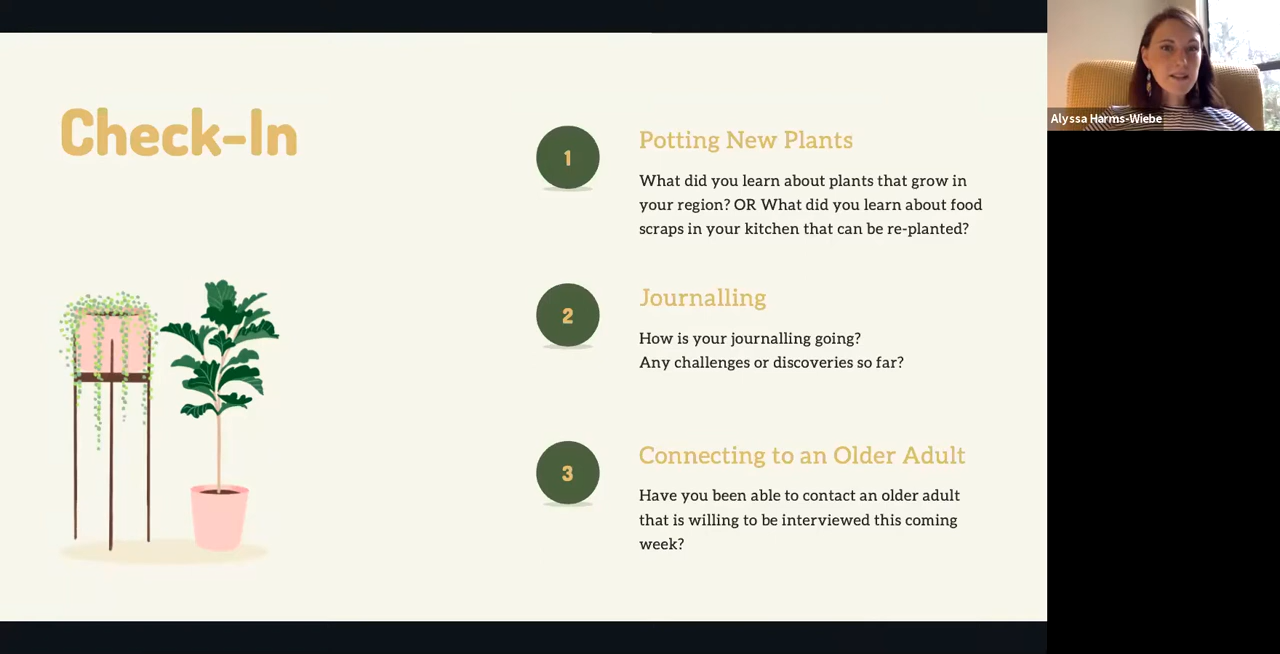 Check-In
1
Potting New Plants
What did you learn about plants that grow in
your region? OR What did you learn about food
scraps in your kitchen that can be re-planted?
2
Journalling
How is your journalling going?
Any challenges or discoveries so far?
3
Connecting to an Older Adult
Have you been able to contact an older adult
that is willing to be interviewed this coming
week?
Alyssa Harms-Wiebe